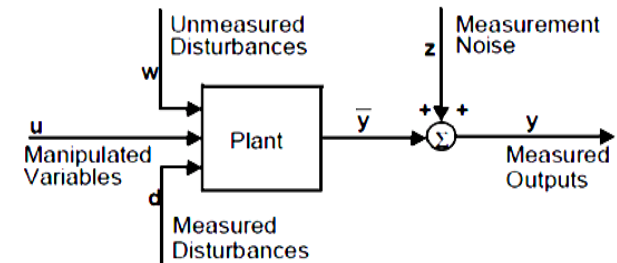 Unmeasured
Disturbances
w
Measurement
Noise
z
u
Manipulated
Variables
Plant
y̅
+ +
Σ
y
Measured
Outputs
d
Measured
Disturbances